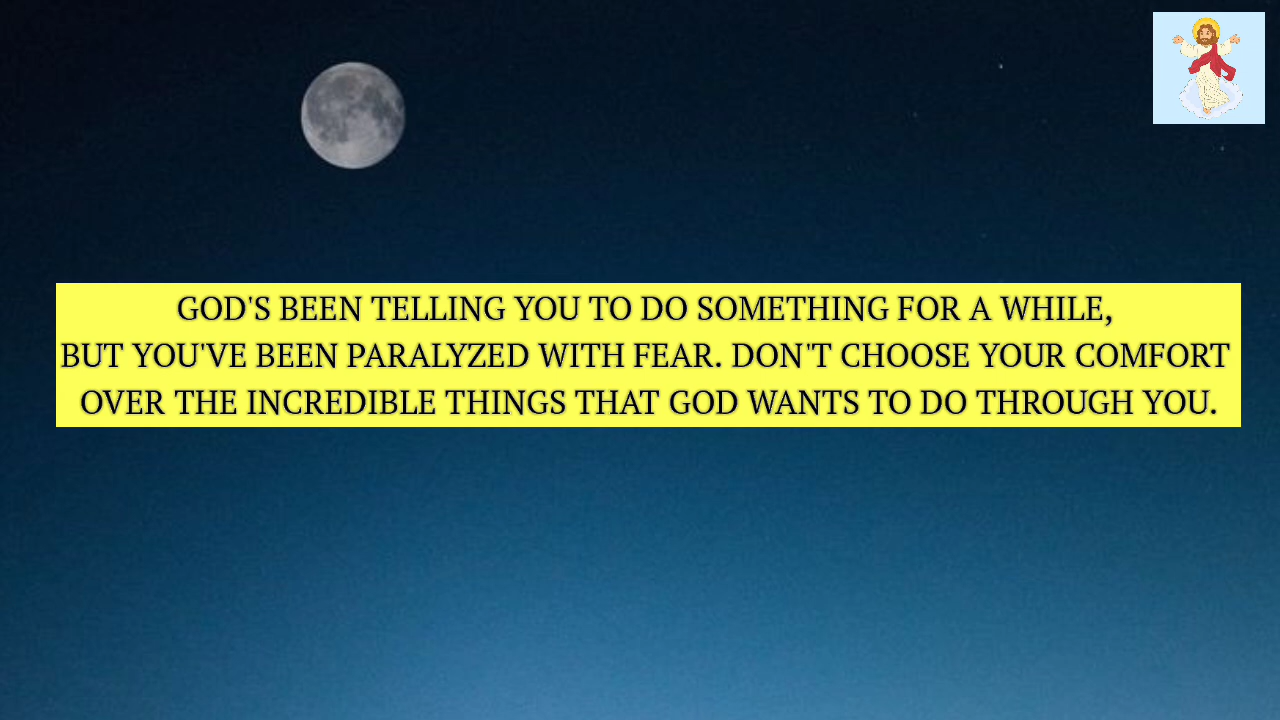 GOD'S BEEN TELLING YOU TO DO SOMETHING FOR A WHILE,
BUT YOU'VE BEEN PARALYZED WITH FEAR. DON'T CHOOSE YOUR COMFORT
OVER THE INCREDIBLE THINGS THAT GOD WANTS TO DO THROUGH YOU.